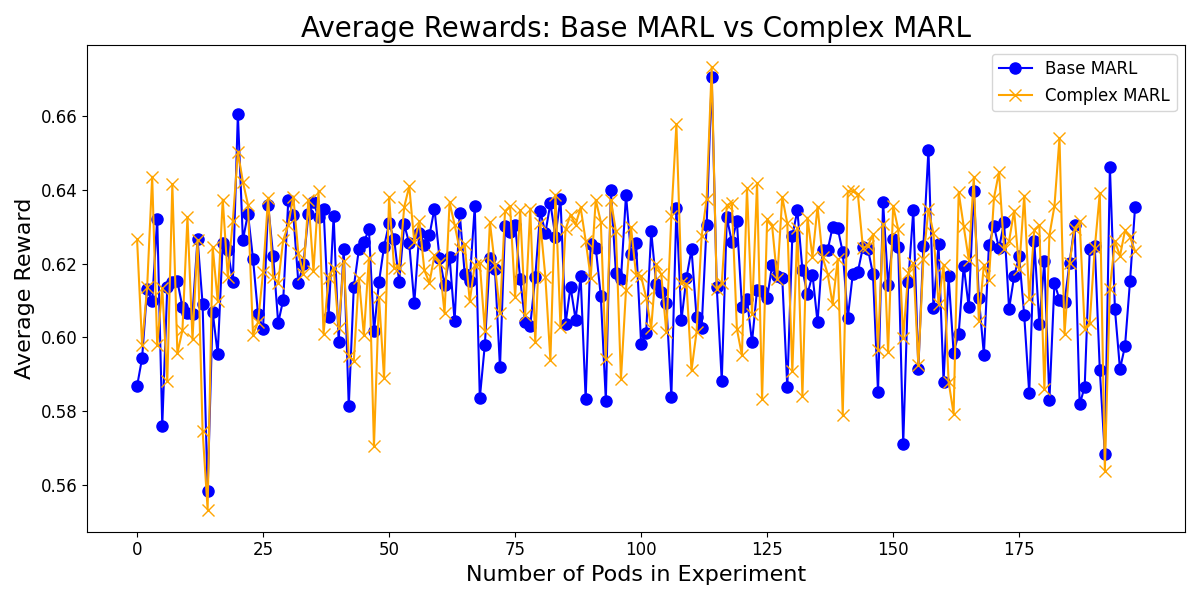 Average Rewards: Base MARL vs Complex MARL
Base MARL
Complex MARL
Average Reward
0.66
0.64
0.62
0.60
0.58
0.56
0 25 50 75 100 125 150 175
Number of Pods in Experiment